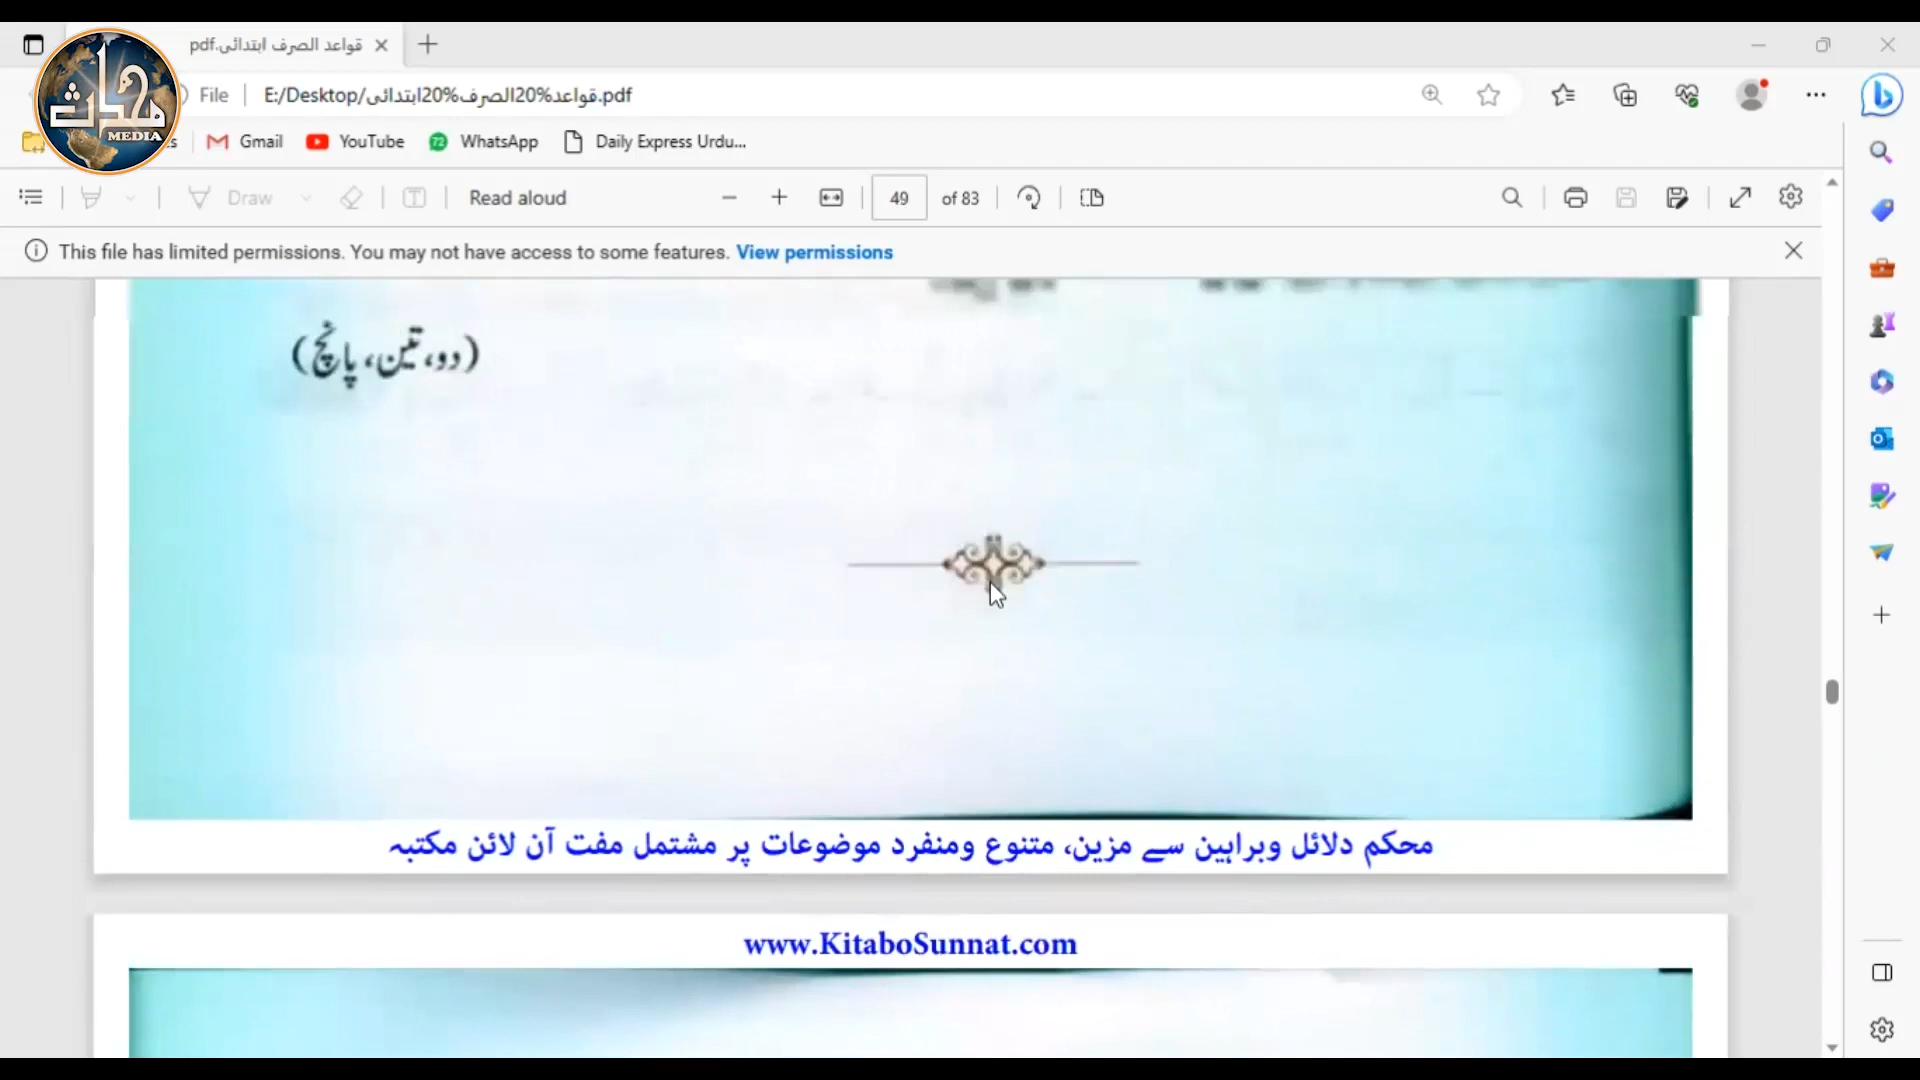 قواعد الصرف ابتدائی.pdf
File
E:/Desktop/قواعد%20الصرف%20ابتدائی.pdf
محدث
MEDIA
Gmail
YouTube
WhatsApp
Daily Express Urdu...
Draw
Read aloud
49
of 83
This file has limited permissions. You may not have access to some features. View permissions
(دو، تین، پانچ)
محکم دلائل وبراہین سے مزین، متنوع ومنفرد موضوعات پر مشتمل مفت آن لائن مکتبہ
www.KitaboSunnat.com